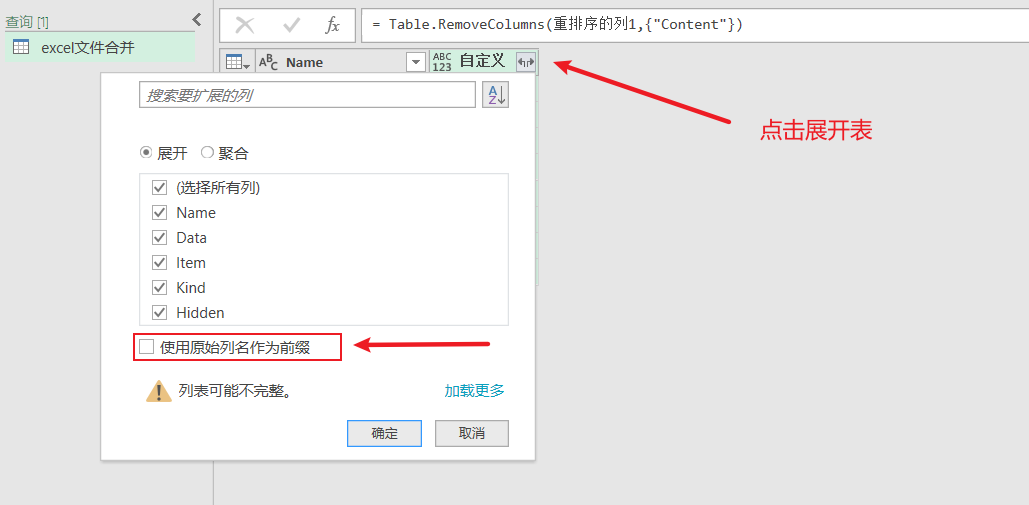 查询 [1]
excel文件合并
fx
= Table.RemoveColumns(重排序的列1,{"Content"})
ABC Name
ABC 123 自定义
点击展开表
搜索要扩展的列
AZ
展开 聚合
(选择所有列)
Name
Data
Item
Kind
Hidden
使用原始列名作为前缀
列表可能不完整。 加载更多
确定 取消